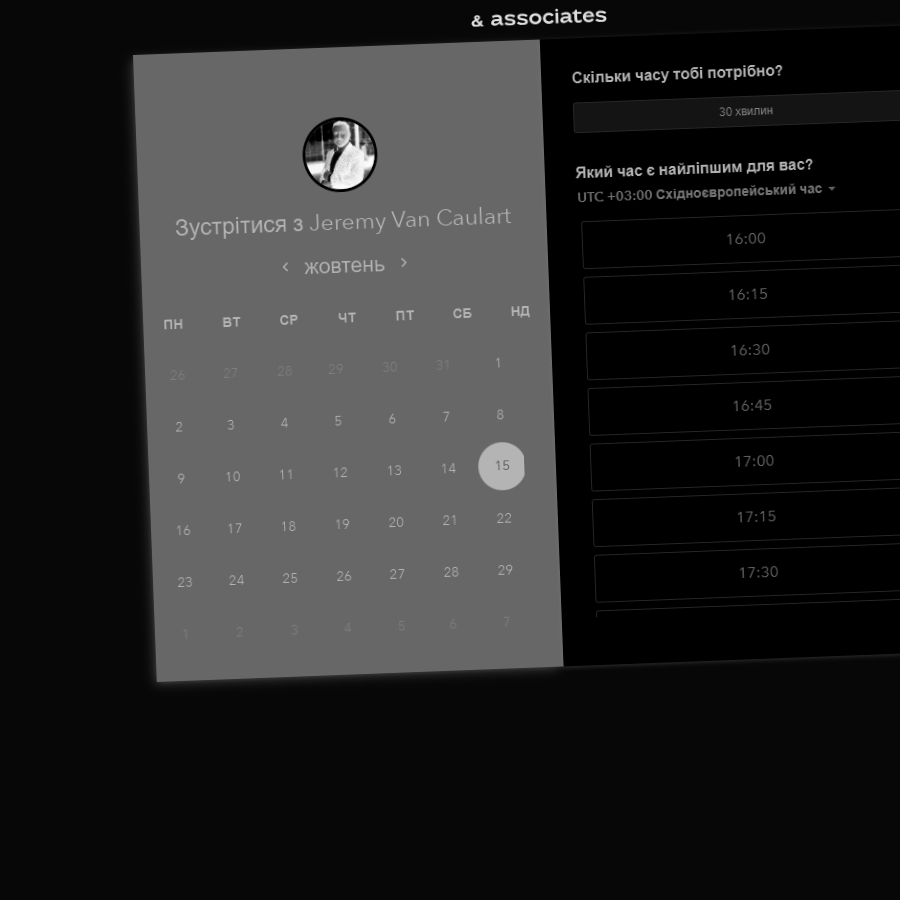 & associates
Зустрітися з Jeremy Van Caulart
жовтень
ПН ВТ СР ЧТ ПТ СБ НД
26 27 28 29 30 31 1
2 3 4 5 6 7 8
9 10 11 12 13 14 15
16 17 18 19 20 21 22
23 24 25 26 27 28 29
1 2 3 4 5 6 7
Скільки часу тобі потрібно?
30 хвилин
Який час є найліпшим для вас?
UTC +03:00 Східноєвропейський час
16:00
16:15
16:30
16:45
17:00
17:15
17:30